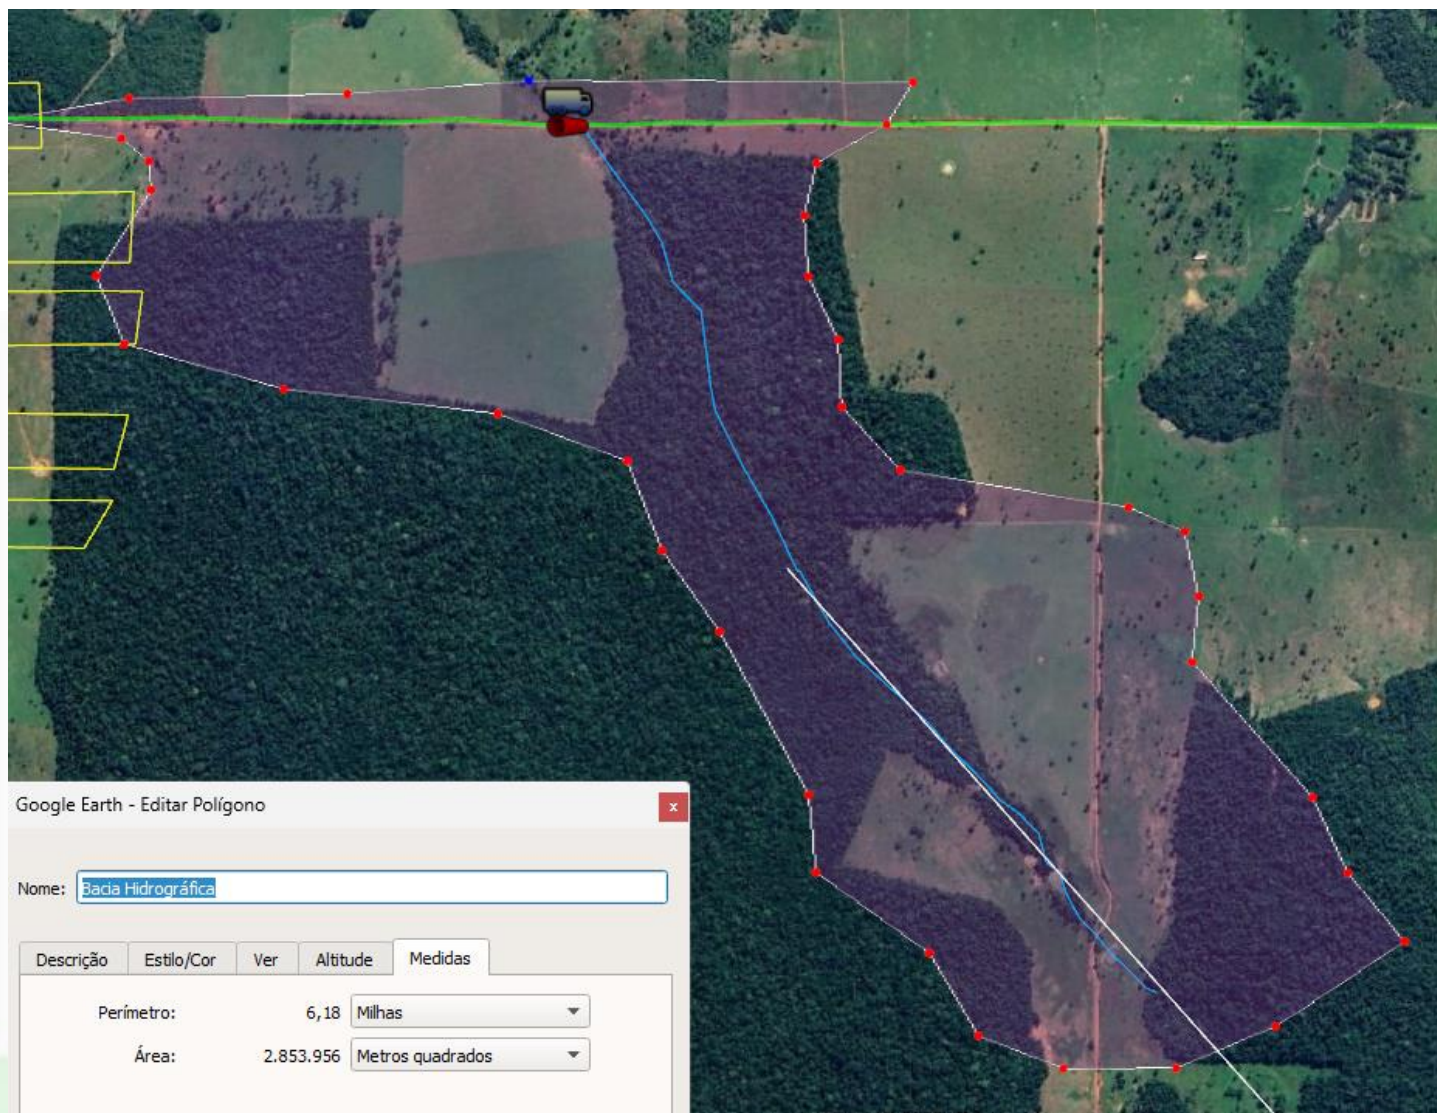 Google Earth - Editar Polígono
x
Nome: Bacia Hidrográfica
Descrição Estilo/Cor Ver Altitude Medidas
Perímetro: 6,18 Milhas
Área: 2.853.956 Metros quadrados